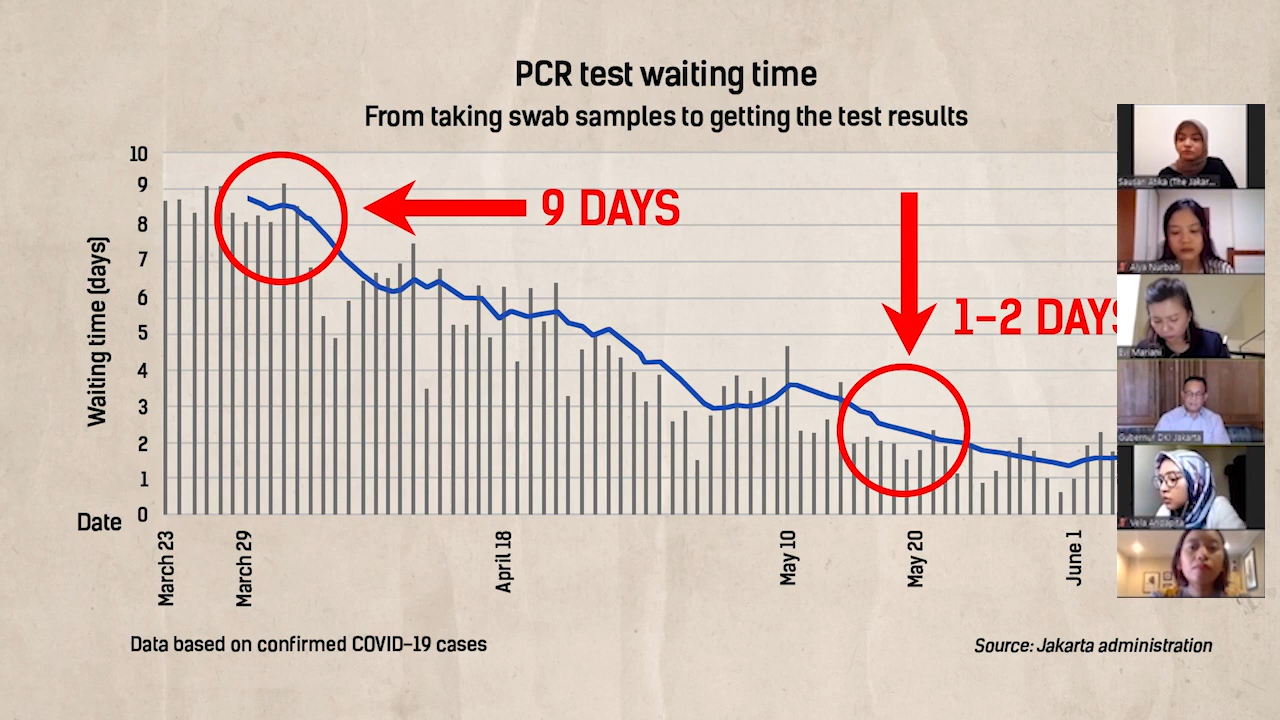 PCR test waiting time
From taking swab samples to getting the test results
10
9
8
7
6
5
4
3
2
1
0
Waiting time (days)
Date
9 DAYS
1-2 DAYS
March 23
March 29
April 18
May 10
May 20
June 1
Data based on confirmed COVID-19 cases
Source: Jakarta administration
Sausan Atika (The Jakar...
Alya Nurbaiti
Evi Mariani
Gubernur DKI Jakarta
Vela Andapita